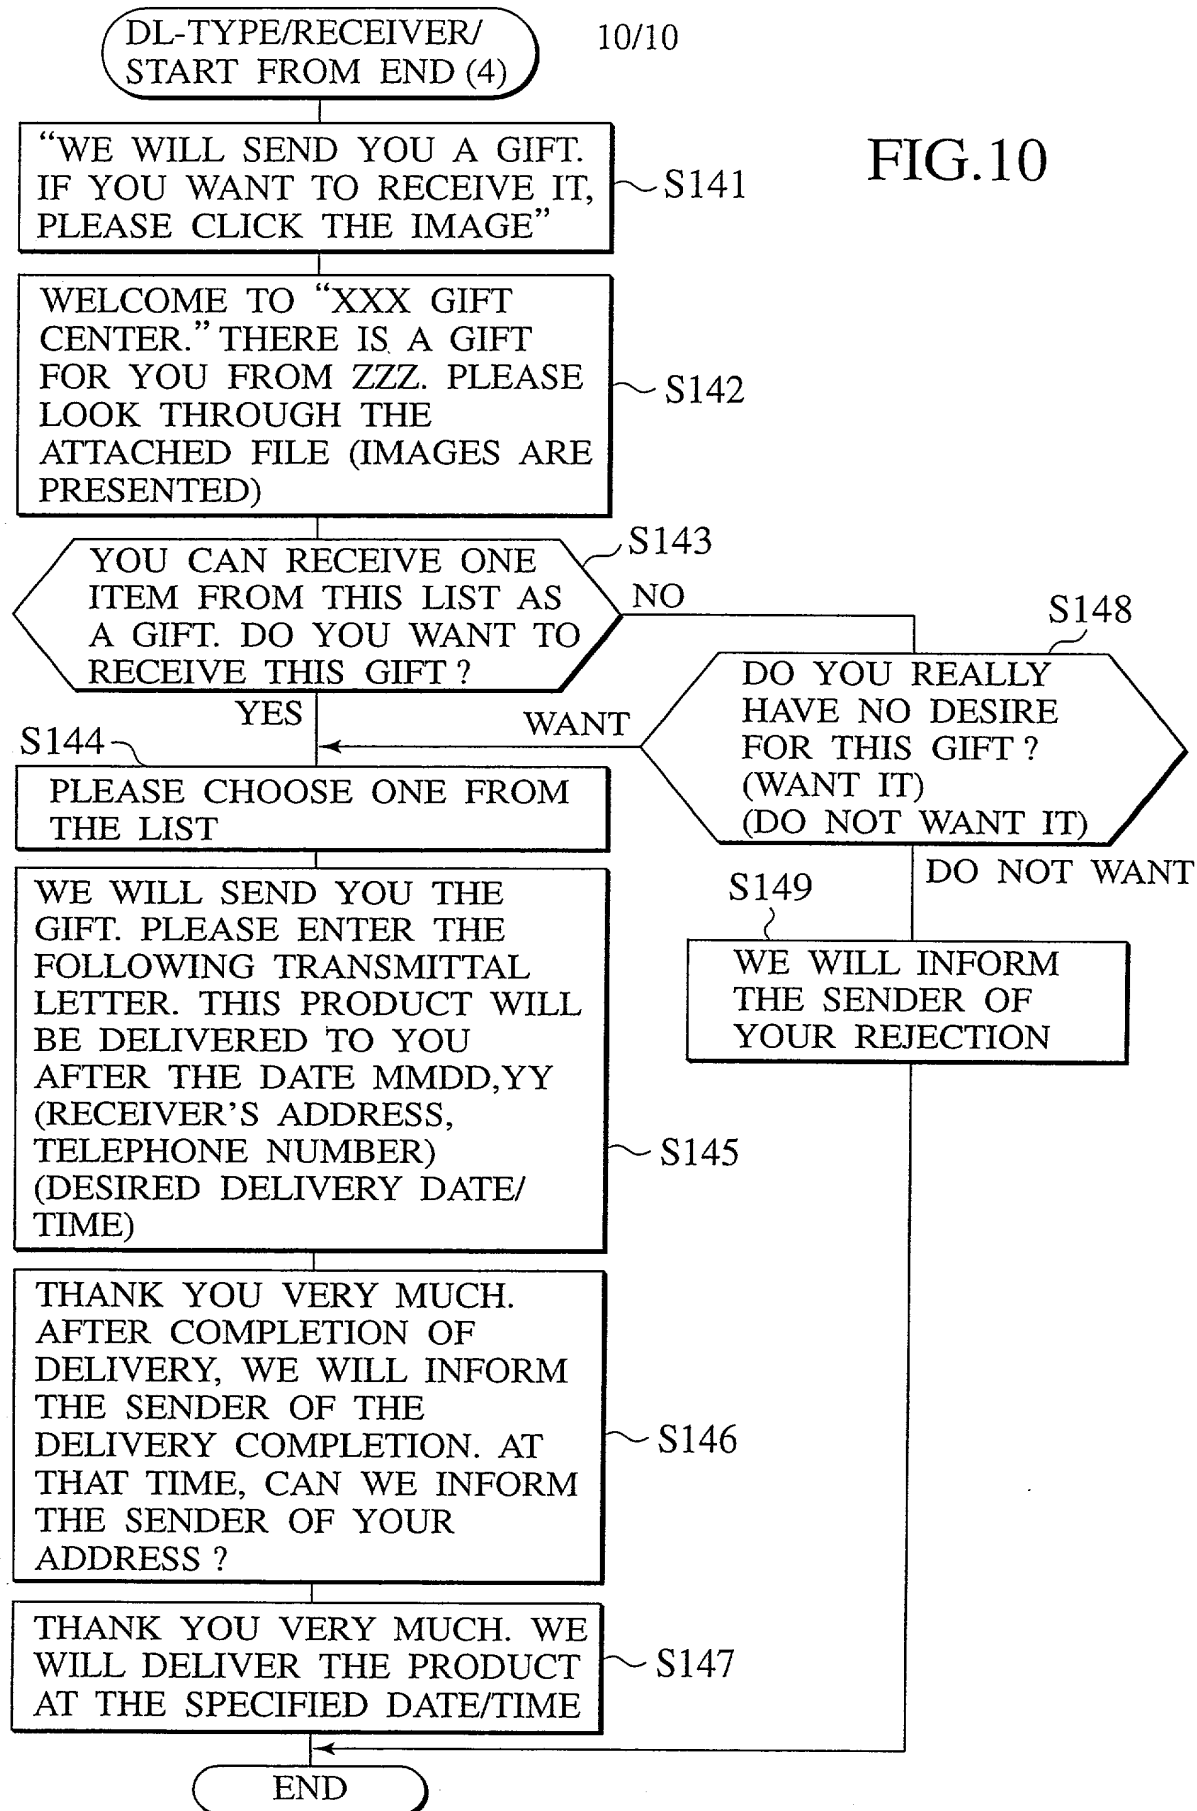 DL-TYPE/RECEIVER/
START FROM END (4)
10/10
FIG.10
“WE WILL SEND YOU A GIFT.
IF YOU WANT TO RECEIVE IT,
PLEASE CLICK THE IMAGE”
S141
WELCOME TO “XXX GIFT
CENTER.” THERE IS A GIFT
FOR YOU FROM ZZZ. PLEASE
LOOK THROUGH THE
ATTACHED FILE (IMAGES ARE
PRESENTED)
S142
YOU CAN RECEIVE ONE
ITEM FROM THIS LIST AS
A GIFT. DO YOU WANT TO
RECEIVE THIS GIFT ?
S143
NO
YES
S148
DO YOU REALLY
HAVE NO DESIRE
FOR THIS GIFT ?
(WANT IT)
(DO NOT WANT IT)
WANT
DO NOT WANT
S144
PLEASE CHOOSE ONE FROM
THE LIST
S149
WE WILL INFORM
THE SENDER OF
YOUR REJECTION
WE WILL SEND YOU THE
GIFT. PLEASE ENTER THE
FOLLOWING TRANSMITTAL
LETTER. THIS PRODUCT WILL
BE DELIVERED TO YOU
AFTER THE DATE MMDD,YY
(RECEIVER’S ADDRESS,
TELEPHONE NUMBER)
(DESIRED DELIVERY DATE/
TIME)
S145
THANK YOU VERY MUCH.
AFTER COMPLETION OF
DELIVERY, WE WILL INFORM
THE SENDER OF THE
DELIVERY COMPLETION. AT
THAT TIME, CAN WE INFORM
THE SENDER OF YOUR
ADDRESS ?
S146
THANK YOU VERY MUCH. WE
WILL DELIVER THE PRODUCT
AT THE SPECIFIED DATE/TIME
S147
END